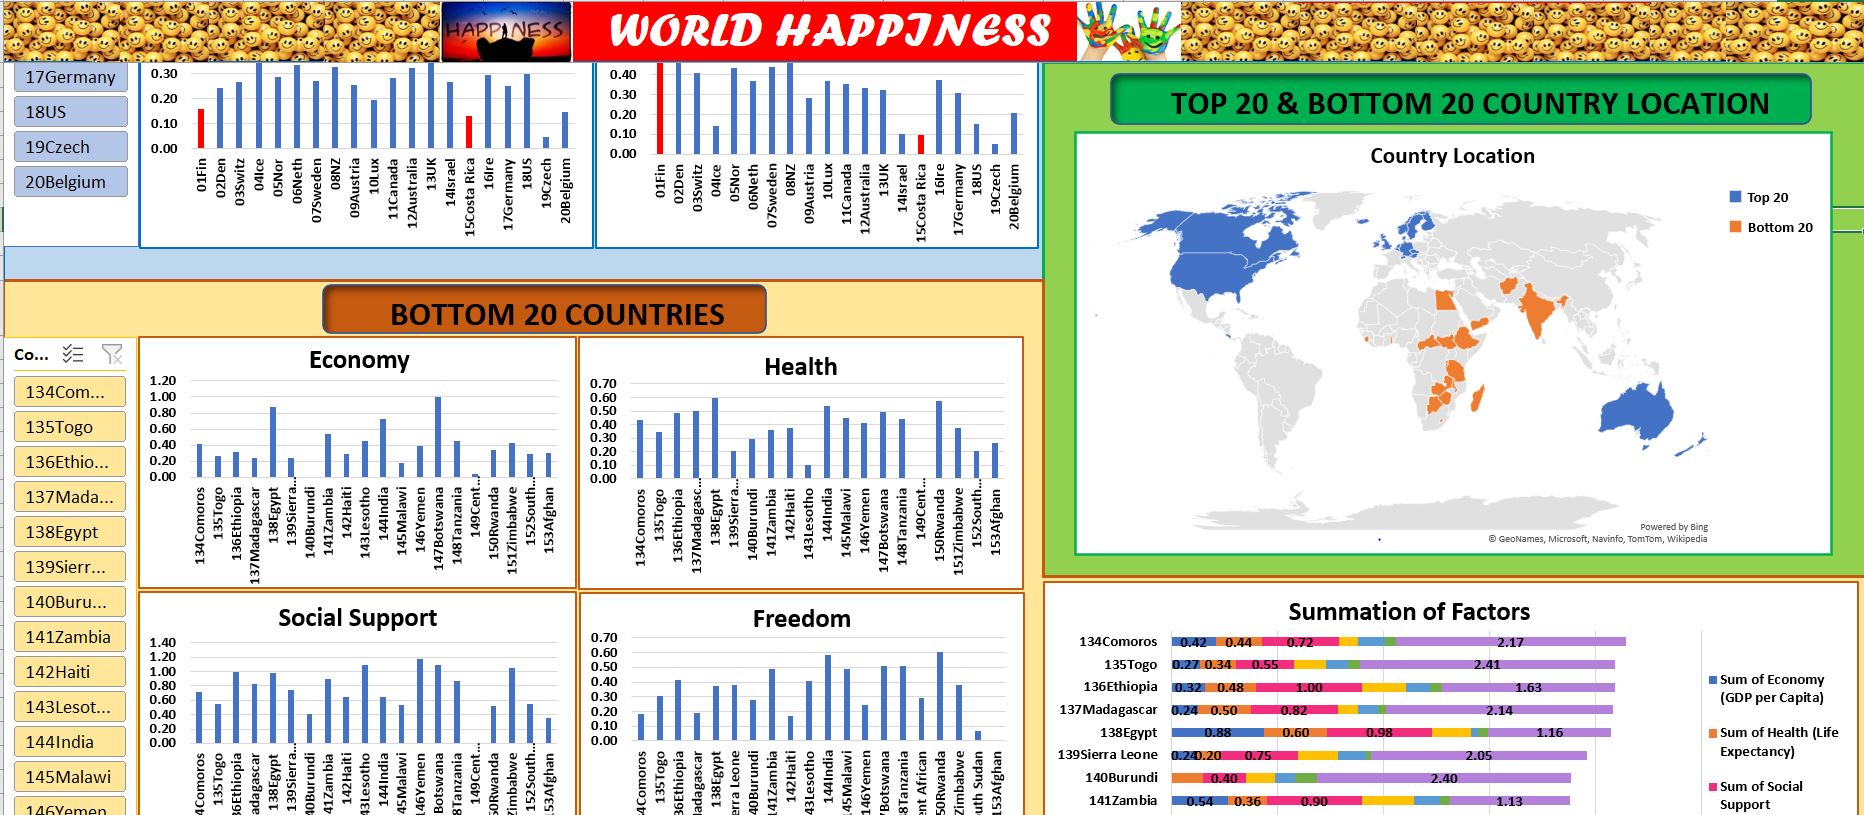 HAPPINESS
WORLD HAPPINESS
17Germany
18US
19Czech
20Belgium
0.30
0.20
0.10
0.00
01Fin
02Den
03Switz
04Ice
05Nor
06Neth
07Sweden
08NZ
09Austria
10Lux
11Canada
12Australia
13UK
14Israel
15Costa Rica
16Ire
17Germany
18US
19Czech
20Belgium
0.40
0.30
0.20
0.10
0.00
01Fin
02Den
03Switz
04Ice
05Nor
06Neth
07Sweden
08NZ
09Austria
10Lux
11Canada
12Australia
13UK
14Israel
15Costa Rica
16Ire
17Germany
18US
19Czech
20Belgium
TOP 20 & BOTTOM 20 COUNTRY LOCATION
Country Location
Top 20
Bottom 20
Powered by Bing
© GeoNames, Microsoft, Navinfo, TomTom, Wikipedia
BOTTOM 20 COUNTRIES
Co...
134Com...
135Togo
136Ethio...
137Mada...
138Egypt
139Sierr...
140Buru...
141Zambia
142Haiti
143Lesot...
144India
145Malawi
146Yemen
Economy
1.20
1.00
0.80
0.60
0.40
0.20
0.00
134Comoros
135Togo
136Ethiopia
137Madagascar
138Egypt
139Sierra...
140Burundi
141Zambia
142Haiti
143Lesotho
144India
145Malawi
146Yemen
147Botswana
148Tanzania
149Cent...
150Rwanda
151Zimbabwe
152South...
153Afghan
Health
0.70
0.60
0.50
0.40
0.30
0.20
0.10
0.00
134Comoros
135Togo
136Ethiopia
137Madagasc...
138Egypt
139Sierra...
140Burundi
141Zambia
142Haiti
143Lesotho
144India
145Malawi
146Yemen
147Botswana
148Tanzania
149Cent...
150Rwanda
151Zimbabwe
152South...
153Afghan
Social Support
1.40
1.20
1.00
0.80
0.60
0.40
0.20
0.00
34Comoros
135Togo
36Ethiopia
adagascar
138Egypt
139Sierra...
40Burundi
141Zambia
142Haiti
43Lesotho
144India
45Malawi
46Yemen
Botswana
8Tanzania
149Cent...
50Rwanda
Zimbabwe
52South...
53Afghan
Freedom
0.70
0.60
0.50
0.40
0.30
0.20
0.10
0.00
34Comoros
135Togo
36Ethiopia
adagascar
138Egypt
erra Leone
40Burundi
41Zambia
142Haiti
43Lesotho
144India
45Malawi
46Yemen
Botswana
8Tanzania
ent African
50Rwanda
Zimbabwe
uth Sudan
53Afghan
Summation of Factors
134Comoros 0.42 0.44 0.72 2.17
135Togo 0.27 0.34 0.55 2.41
136Ethiopia 0.32 0.48 1.00 1.63
137Madagascar 0.24 0.50 0.82 2.14
138Egypt 0.88 0.60 0.98 1.16
139Sierra Leone 0.24 0.20 0.75 2.05
140Burundi 0.40 2.40
141Zambia 0.54 0.36 0.90 1.13
Sum of Economy
(GDP per Capita)
Sum of Health (Life
Expectancy)
Sum of Social
Support